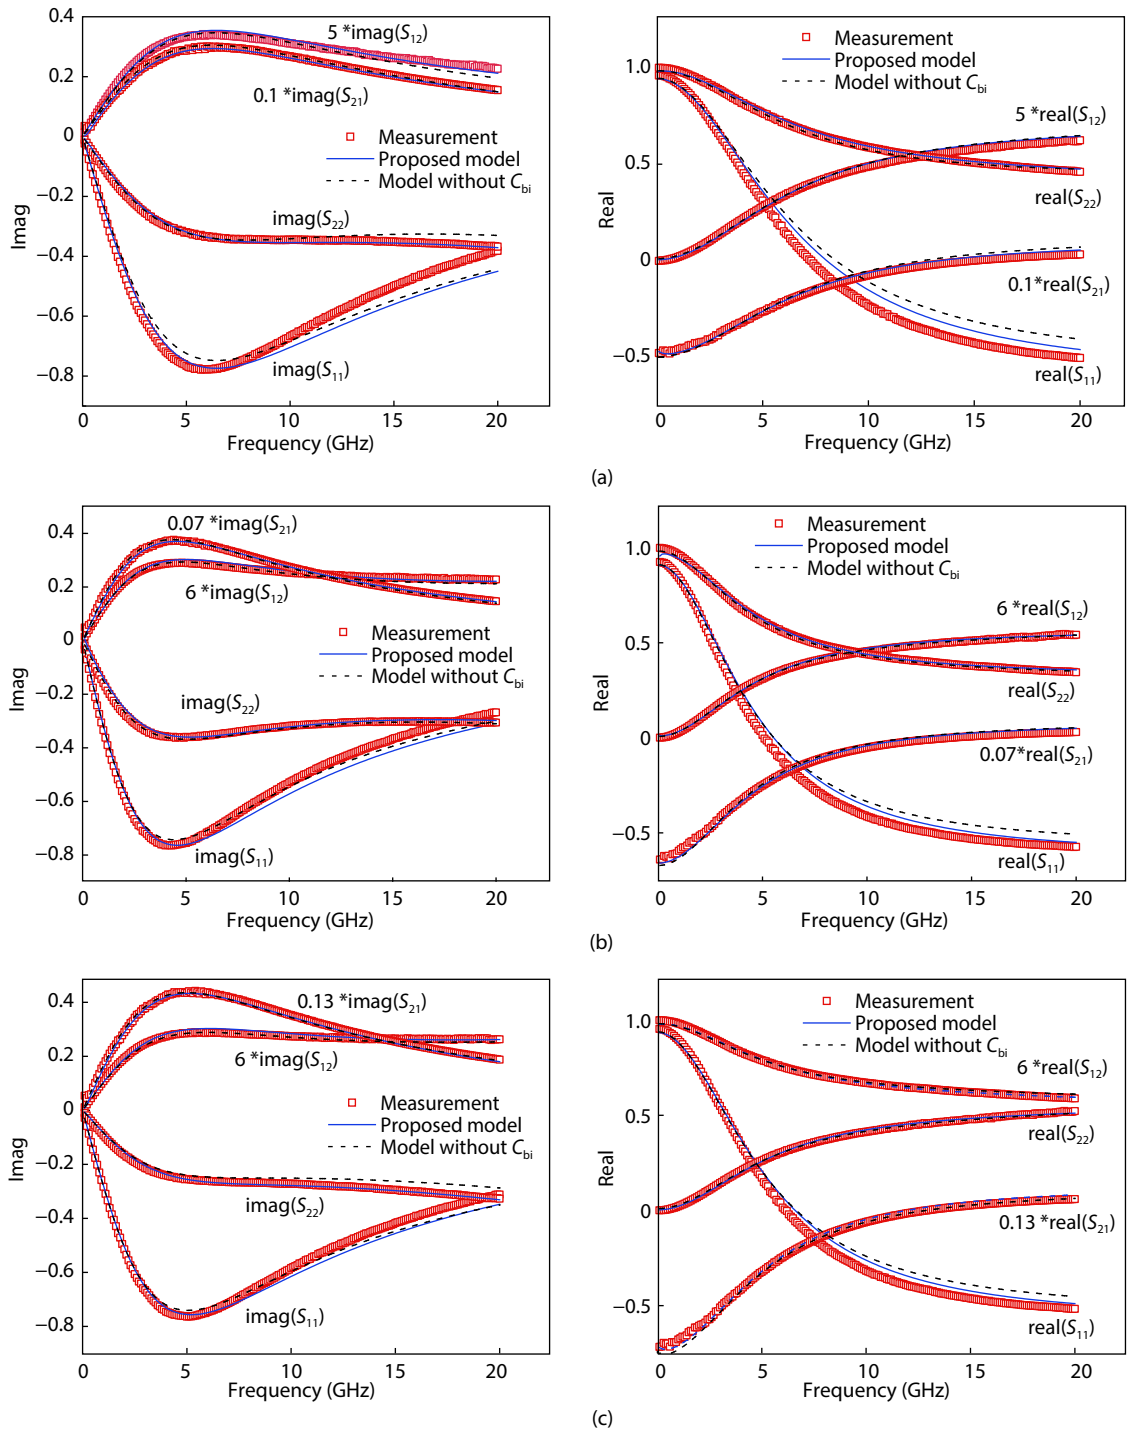 0.4
0.2
0
−0.2
−0.4
−0.6
−0.8
Imag
5 *imag(S12)
0.1 *imag(S21)
Measurement
Proposed model
Model without Cbi
imag(S22)
imag(S11)
0 5 10 15 20
Frequency (GHz)
1.0
0.5
0
−0.5
Real
Measurement
Proposed model
Model without Cbi
5 *real(S12)
real(S22)
0.1*real(S21)
real(S11)
0 5 10 15 20
Frequency (GHz)
(a)
0.4
0.2
0
−0.2
−0.4
−0.6
−0.8
Imag
0.07 *imag(S21)
6 *imag(S12)
Measurement
Proposed model
Model without Cbi
imag(S22)
imag(S11)
0 5 10 15 20
Frequency (GHz)
1.0
0.5
0
−0.5
Real
Measurement
Proposed model
Model without Cbi
6 *real(S12)
real(S22)
0.07*real(S21)
real(S11)
0 5 10 15 20
Frequency (GHz)
(b)
0.4
0.2
0
−0.2
−0.4
−0.6
−0.8
Imag
0.13 *imag(S21)
6 *imag(S12)
Measurement
Proposed model
Model without Cbi
imag(S22)
imag(S11)
0 5 10 15 20
Frequency (GHz)
1.0
0.5
0
−0.5
Real
Measurement
Proposed model
Model without Cbi
6 *real(S12)
real(S22)
0.13 *real(S21)
real(S11)
0 5 10 15 20
Frequency (GHz)
(c)